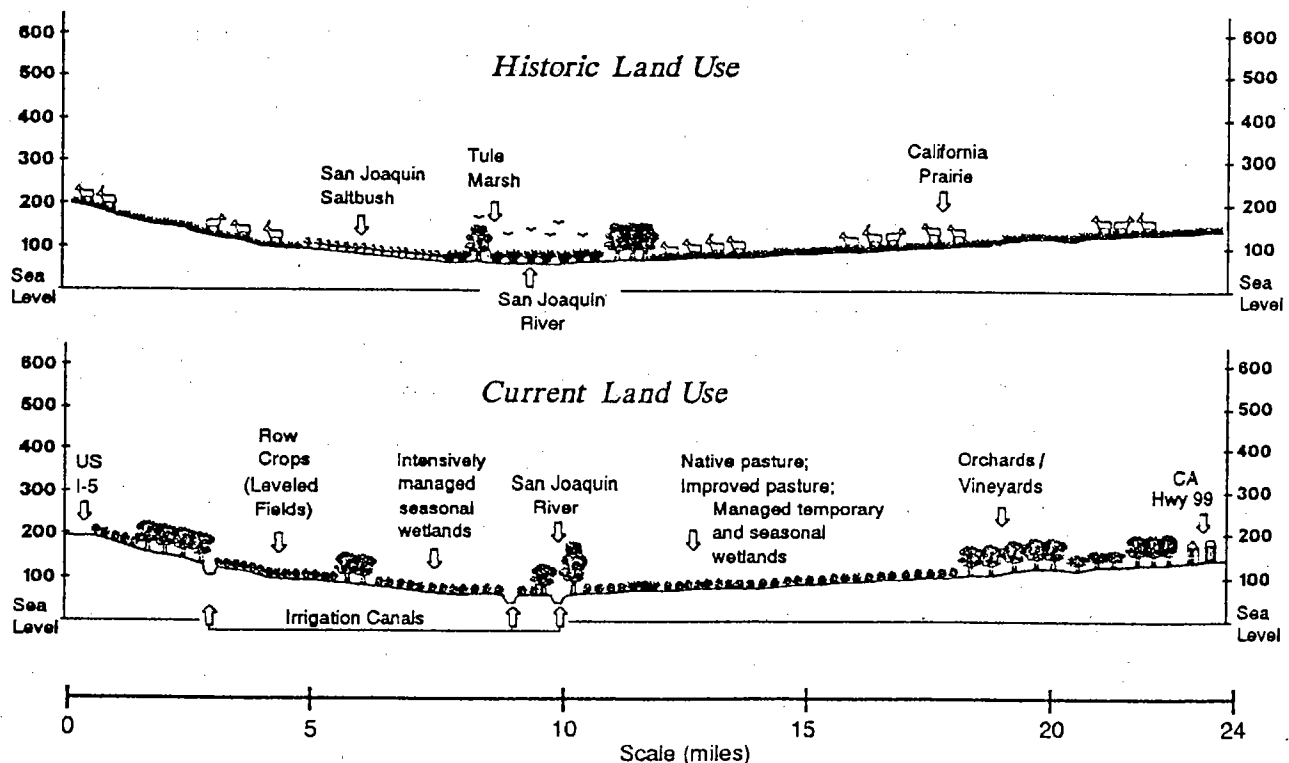 Historic Land Use
600
500
400
300
200
100
Sea
Level
600
500
400
300
200
100
Sea
Level
San Joaquin
Saltbush
Tule
Marsh
California
Prairie
San Joaquin
River
Current Land Use
600
500
400
300
200
100
Sea
Level
600
500
400
300
200
100
Sea
Level
US
I-5
Row
Crops
(Leveled
Fields)
Intensively
managed
seasonal
wetlands
San Joaquin
River
Native pasture;
Improved pasture;
Managed temporary
and seasonal
wetlands
Orchards/
Vineyards
CA
Hwy 99
Irrigation Canals
0 5 10 15 20 24
Scale (miles)